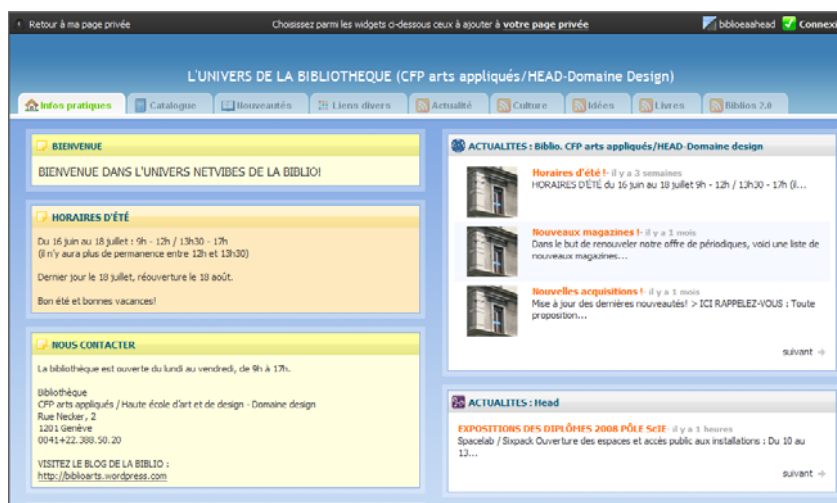 Retour à ma page privée
Choisissez parmi les widgets ci-dessous ceux à ajouter à votre page privée
biblioeaahead
Connexi
L'UNIVERS DE LA BIBLIOTHEQUE (CFP arts appliqués/HEAD-Domaine Design)
Infos pratiques
Catalogue
Nouveautés
Liens divers
Actualité
Culture
Idées
Livres
Biblios 2.0
BIENVENUE
BIENVENUE DANS L'UNIVERS NETVIBES DE LA BIBLIO!
HORAIRES D'ÉTÉ
Du 16 juin au 18 juillet : 9h - 12h / 13h30 - 17h
(il n'y aura plus de permanence entre 12h et 13h30)
Dernier jour le 18 juillet, réouverture le 18 août.
Bon été et bonnes vacances!
NOUS CONTACTER
La bibliothèque est ouverte du lundi au vendredi, de 9h à 17h.
Bibliothèque
CFP arts appliqués / Haute école d'art et de design - Domaine design
Rue Necker, 2
1201 Genève
0041+22.388.50.20
VISITEZ LE BLOG DE LA BIBLIO :
http://biblioarts.wordpress.com
ACTUALITES : Biblio. CFP arts appliqués/HEAD-Domaine design
Horaires d'été !- il y a 3 semaines
HORAIRES D'ÉTÉ du 16 juin au 18 juillet 9h - 12h / 13h30 - 17h (il...
Nouveaux magazines !- il y a 1 mois
Dans le but de renouveler notre offre de périodiques, voici une liste de
nouveaux magazines...
Nouvelles acquisitions !- il y a 1 mois
Mise à jour des dernières nouveautés! > ICI RAPPELEZ-VOUS : Toute
proposition...
suivant
ACTUALITES : Head
EXPOSITIONS DES DIPLÔMES 2008 PÔLE ScIE- il y a 1 heures
Spacelab / Sixpack Ouverture des espaces et accès public aux installations : Du 10 au
13...
suivant